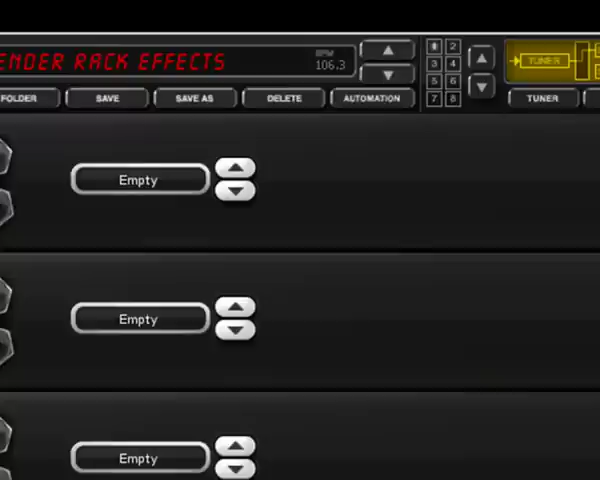 ENDER RACK EFFECTS
BPM
106.3
1 2
3 4
5 6
7 8
TUNER
FOLDER SAVE SAVE AS DELETE AUTOMATION TUNER
Empty
Empty
Empty